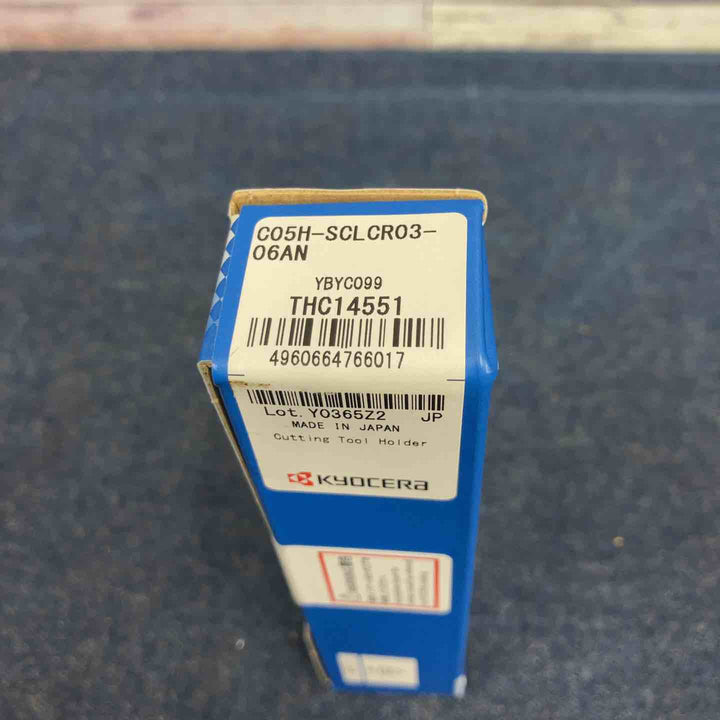 C05H-SCLCR03-
06AN
YBYC099
THC14551
4960664766017
Lot.Y0365Z2 JP
MADE IN JAPAN
Cutting Tool Holder
KYOCERA